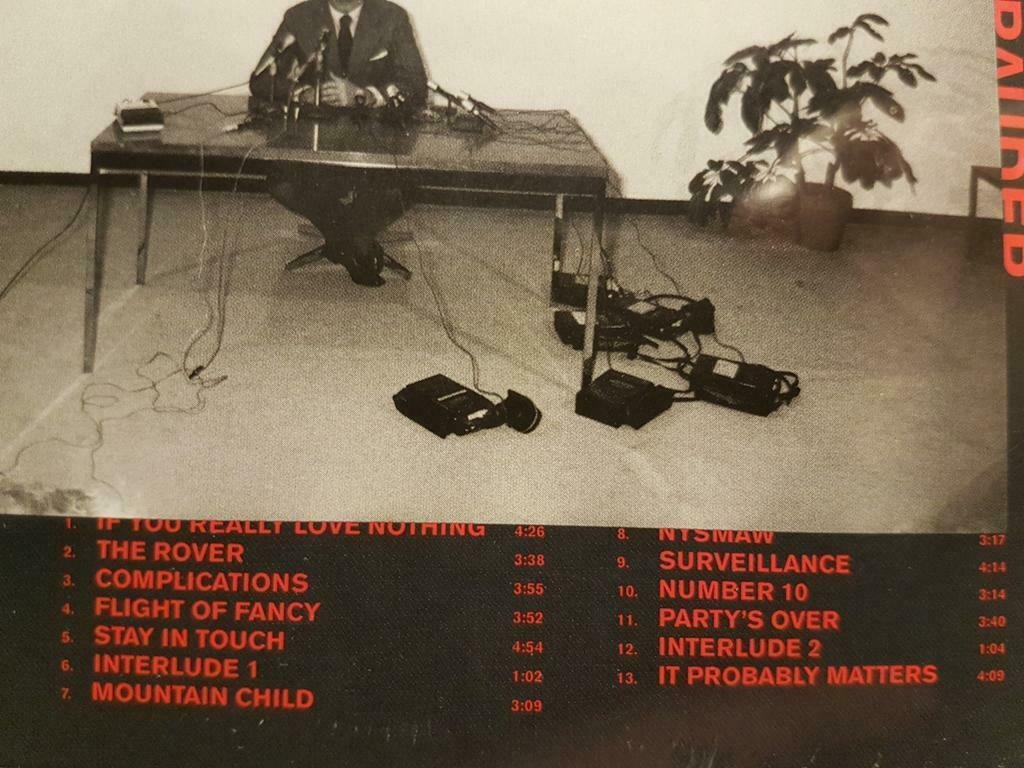 1. IF YOU REALLY LOVE NOTHING 4:26
2. THE ROVER 3:38
3. COMPLICATIONS 3:55
4. FLIGHT OF FANCY 3:52
5. STAY IN TOUCH 4:54
6. INTERLUDE 1 1:02
7. MOUNTAIN CHILD 3:09
8. NYSMAW 3:17
9. SURVEILLANCE 4:14
10. NUMBER 10 3:14
11. PARTY'S OVER 3:40
12. INTERLUDE 2 1:04
13. IT PROBABLY MATTERS 4:09